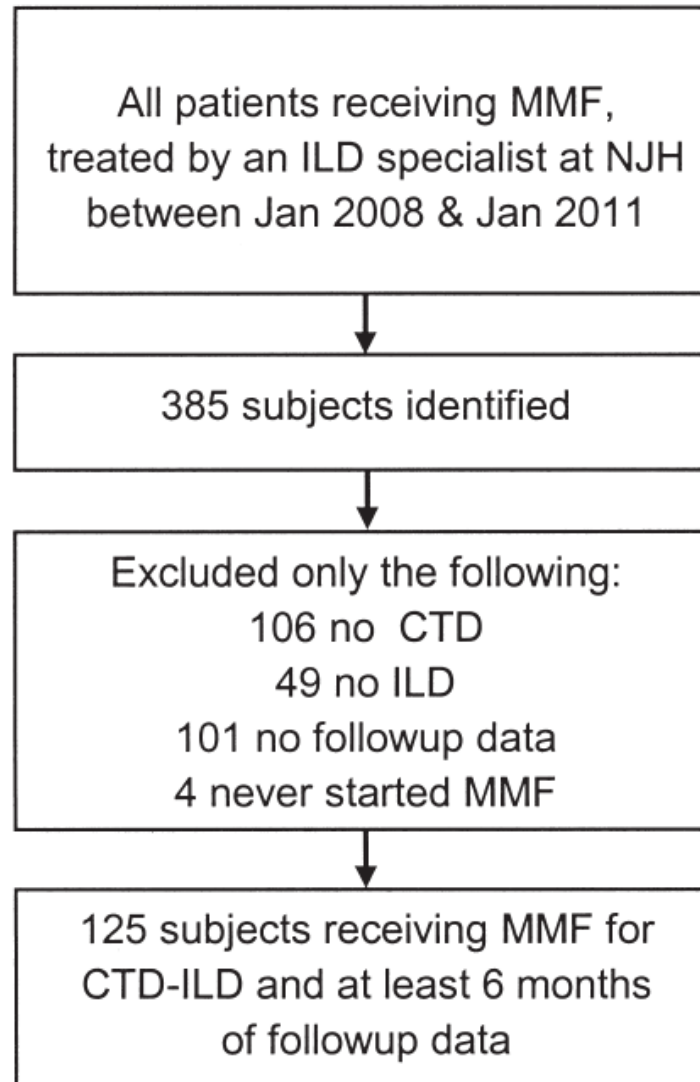 All patients receiving MMF,
treated by an ILD specialist at NJH
between Jan 2008 & Jan 2011
385 subjects identified
Excluded only the following:
106 no CTD
49 no ILD
101 no followup data
4 never started MMF
125 subjects receiving MMF for
CTD-ILD and at least 6 months
of followup data